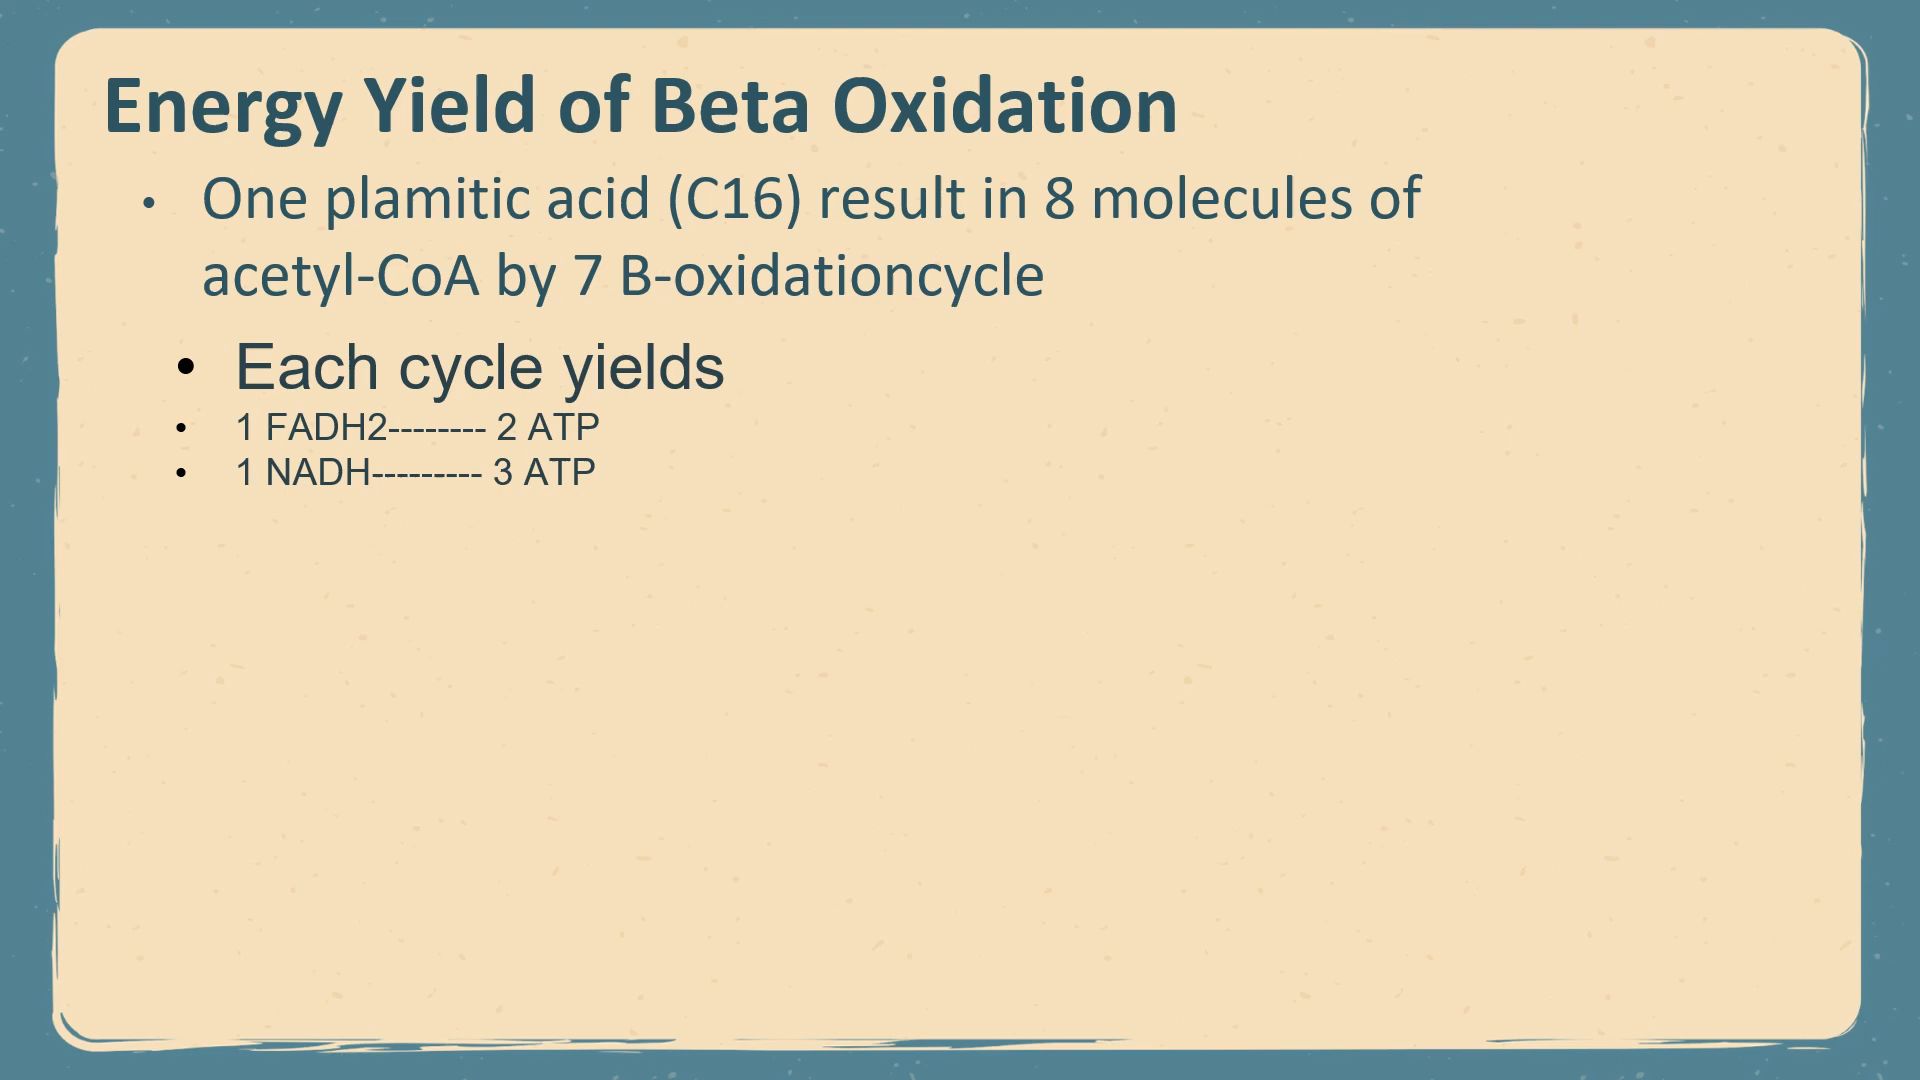 Energy Yield of Beta Oxidation
• One plamitic acid (C16) result in 8 molecules of
acetyl-CoA by 7 B-oxidationcycle
• Each cycle yields
• 1 FADH2-------- 2 ATP
• 1 NADH--------- 3 ATP